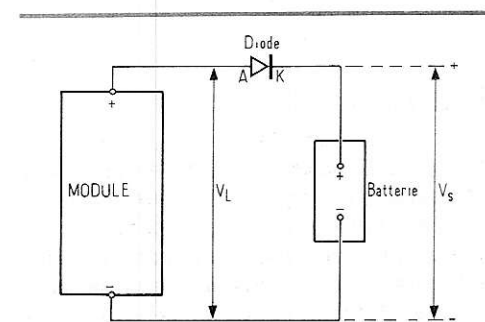 Diode
A K
+
+
MODULE
V_L
+
Batterie
V_s
−
−
-